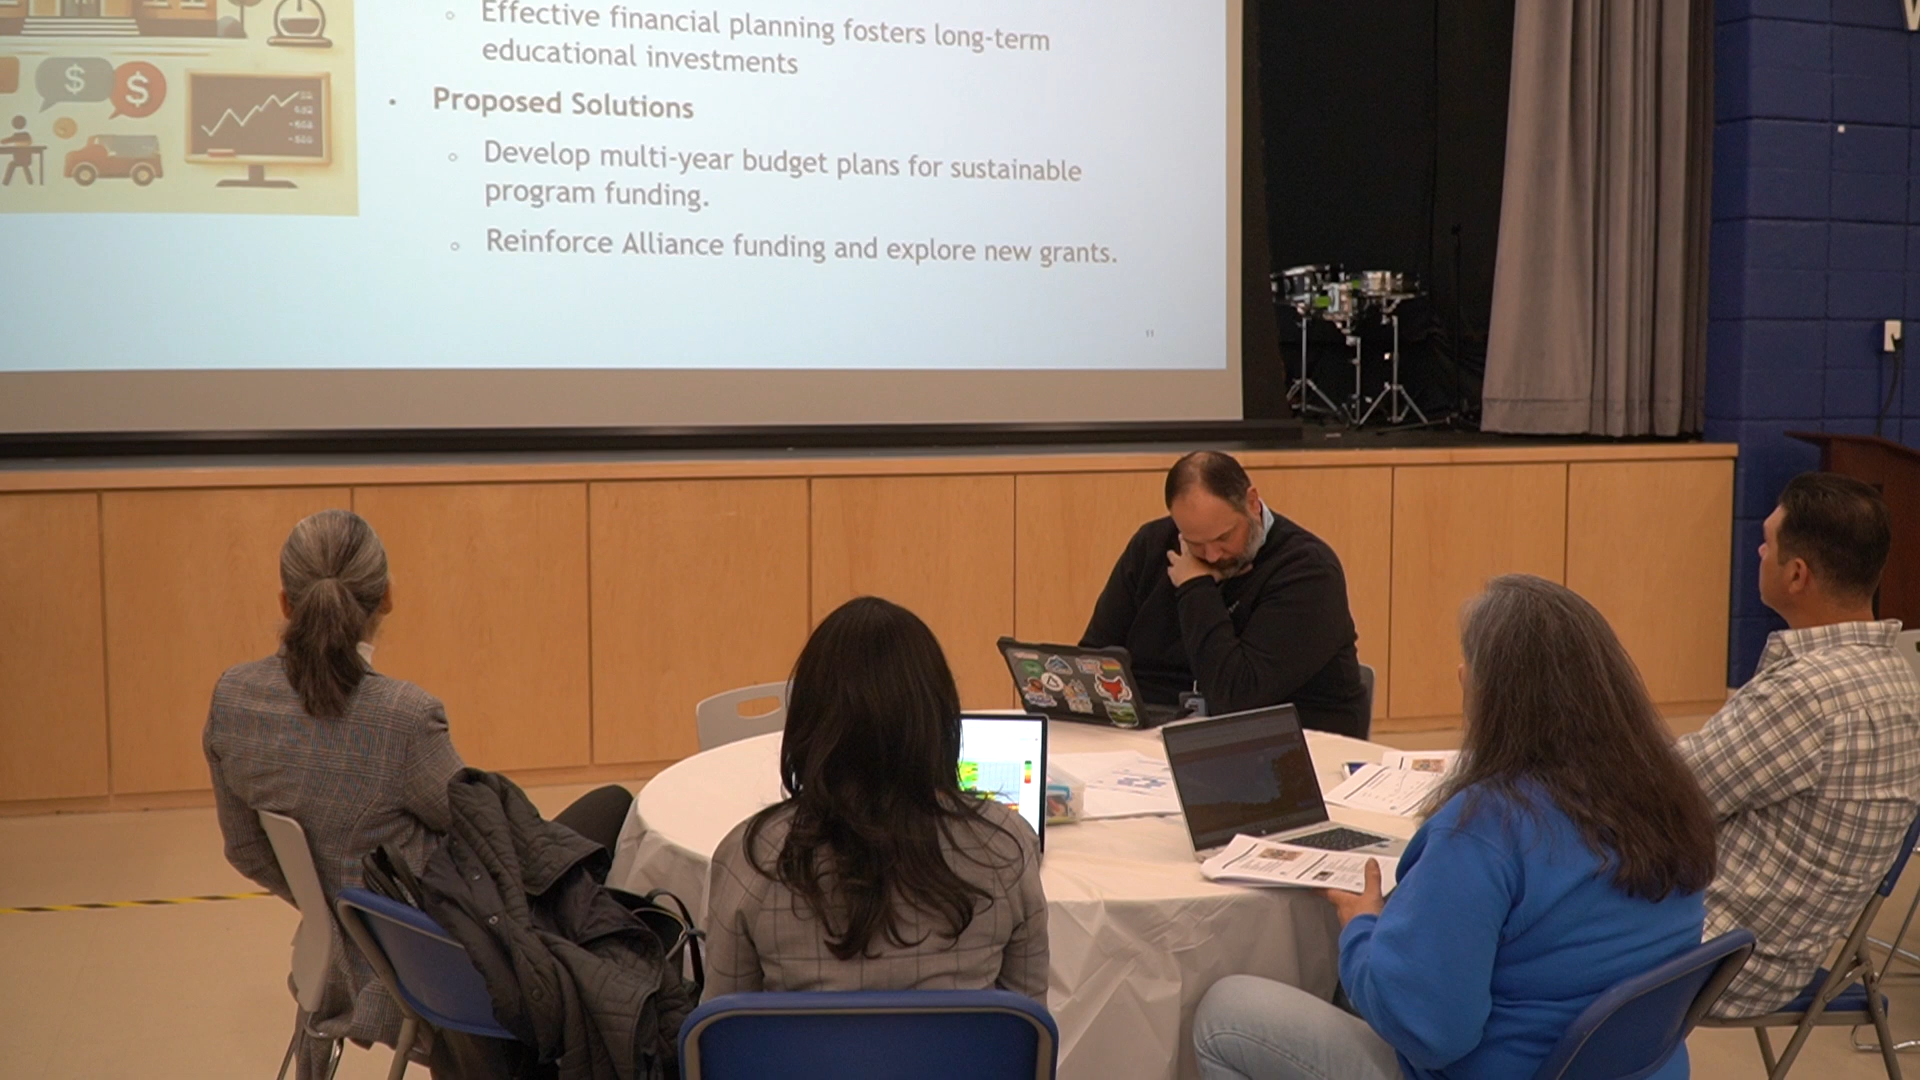 Effective financial planning fosters long-term
educational investments
Proposed Solutions
Develop multi-year budget plans for sustainable
program funding.
Reinforce Alliance funding and explore new grants.
11
$ $